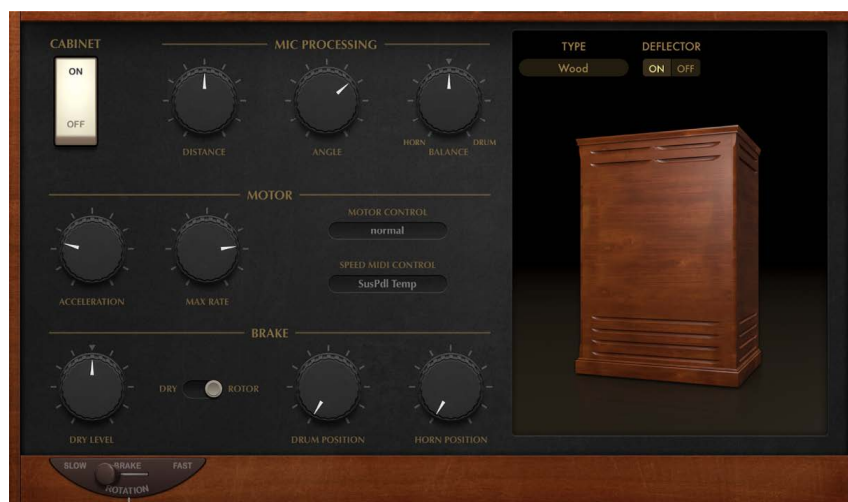 CABINET
ON
OFF
MIC PROCESSING
DISTANCE
ANGLE
HORN
DRUM
BALANCE
TYPE
Wood
DEFLECTOR
ON OFF
MOTOR
ACCELERATION
MAX RATE
MOTOR CONTROL
normal
SPEED MIDI CONTROL
SusPdl Temp
BRAKE
DRY LEVEL
DRY
ROTOR
DRUM POSITION
HORN POSITION
SLOW
BRAKE
FAST
ROTATION